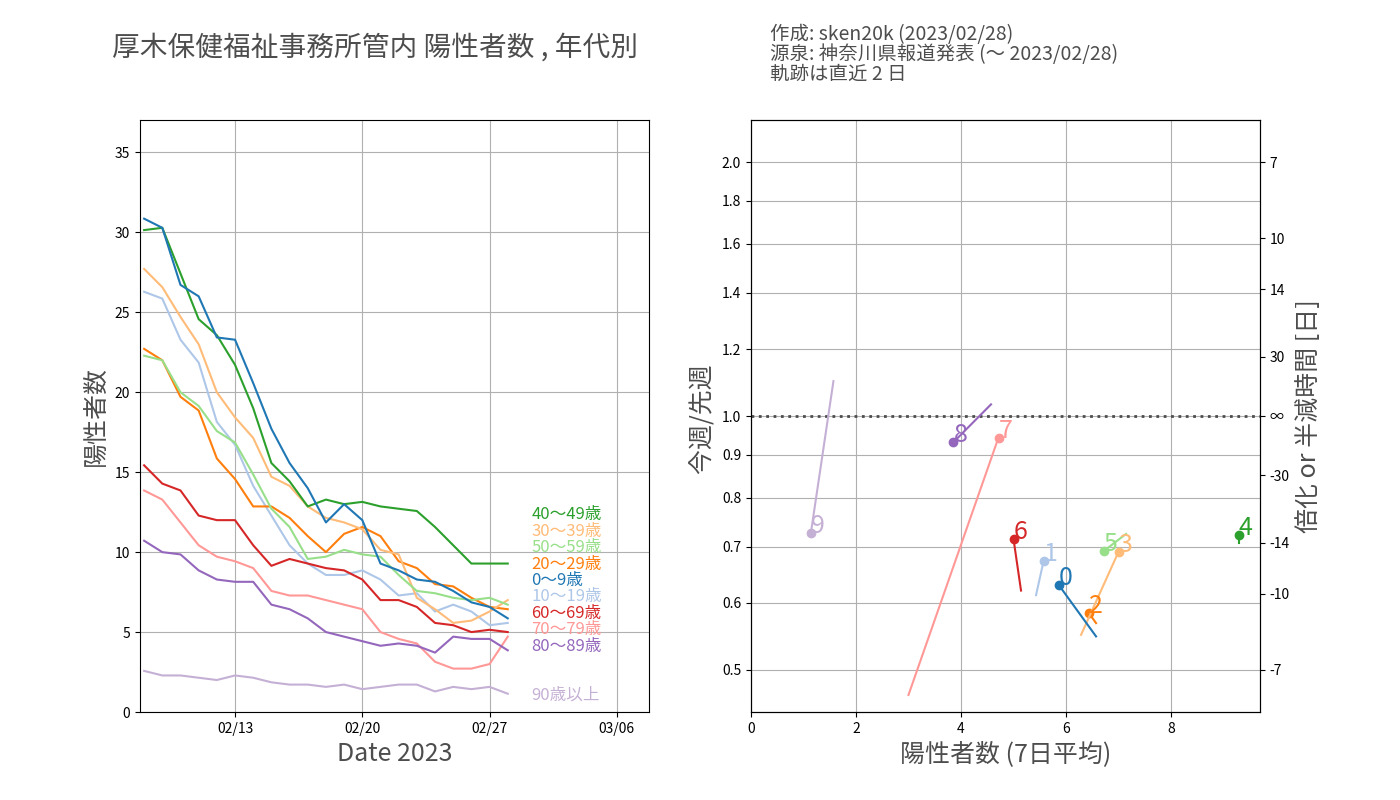 厚木保健福祉事務所管内 陽性者数 , 年代別
作成: sken20k (2023/02/28)
源泉: 神奈川県報道発表 (〜 2023/02/28)
軌跡は直近 2 日
陽性者数
35
30
25
20
15
10
5
0
40〜49歳
30〜39歳
50〜59歳
20〜29歳
0〜9歳
10〜19歳
60〜69歳
70〜79歳
80〜89歳
90歳以上
02/13
02/20
02/27
03/06
Date 2023
今週/先週
2.0
1.8
1.6
1.4
1.2
1.0
0.9
0.8
0.7
0.6
0.5
9
8
7
6
1
0
5
3
2
4
0
2
4
6
8
陽性者数 (7日平均)
7
10
14
30
∞
-30
-14
-10
-7
倍化 or 半減時間 [日]